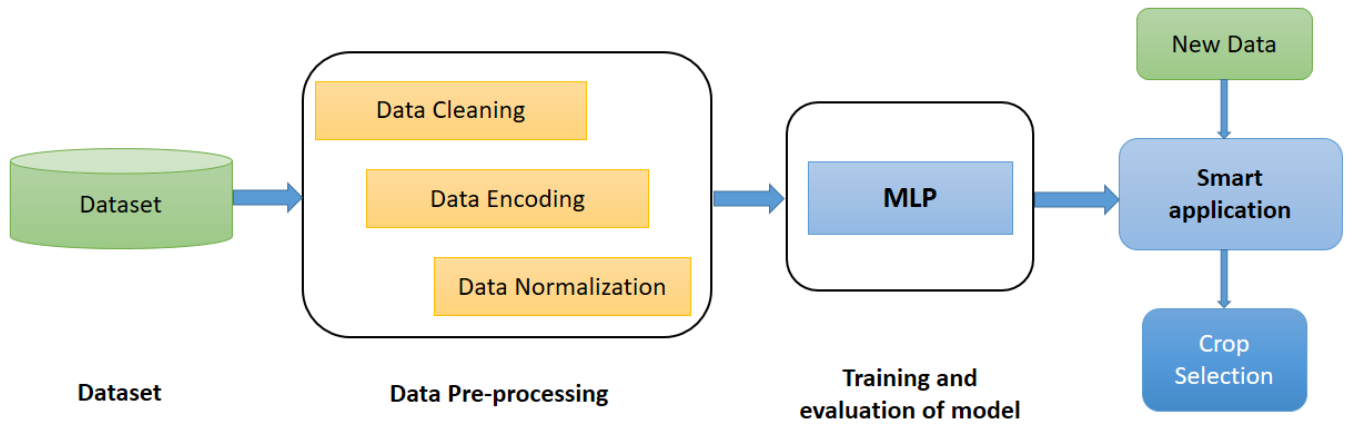 Dataset
Data Cleaning
Data Encoding
Data Normalization
MLP
New Data
Smart
application
Crop
Selection
Dataset
Data Pre-processing
Training and
evaluation of model